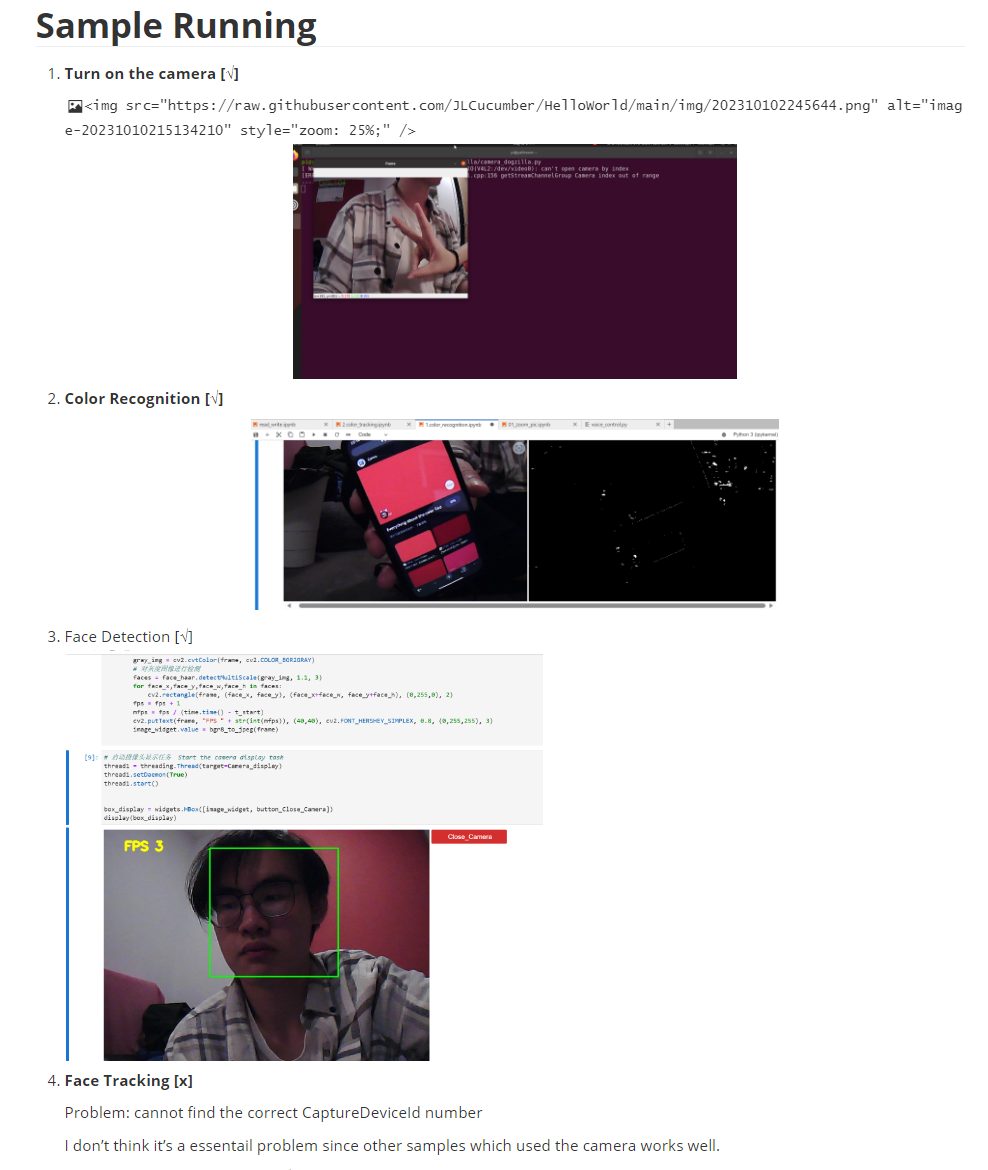 Sample Running
1. Turn on the camera [√]
<img src="https://raw.githubusercontent.com/JLCucumber/HelloWorld/main/img/202310102245644.png" alt="imag
e-20231010215134210" style="zoom: 25%;" />
lla/camera_dogzilla.py
ID(V4L2:/dev/video0): can't open camera by index
.cpp:156 getStreamChannelGroup Camera index out of range
2. Color Recognition [√]
read_write.ipynb
2.color_tracking.ipynb
1.color_recognition.ipynb
01_zoom_pic.ipynb
voice_control.py
Code
Python 3 (ipykernel)
Everything about the color Red
3. Face Detection [√]
gray_img = cv2.cvtColor(frame, cv2.COLOR_BGR2GRAY)
# 对灰度图像进行检测
faces = face_haar.detectMultiScale(gray_img, 1.1, 3)
for face_x,face_y,face_w,face_h in faces:
cv2.rectangle(frame, (face_x, face_y), (face_x+face_w, face_y+face_h), (0,255,0), 2)
fps = fps + 1
mfps = fps / (time.time() - t_start)
cv2.putText(frame, "FPS " + str(int(mfps)), (40,40), cv2.FONT_HERSHEY_SIMPLEX, 0.8, (0,255,255), 3)
image_widget.value = bgr8_to_jpeg(frame)
[9]: # 启动摄像头显示任务 Start the camera display task
thread1 = threading.Thread(target=Camera_display)
thread1.setDaemon(True)
thread1.start()
box_display = widgets.HBox([image_widget, button_Close_Camera])
display(box_display)
FPS 3
Close_Camera
4. Face Tracking [x]
Problem: cannot find the correct CaptureDeviceId number
I don’t think it’s a essentail problem since other samples which used the camera works well.